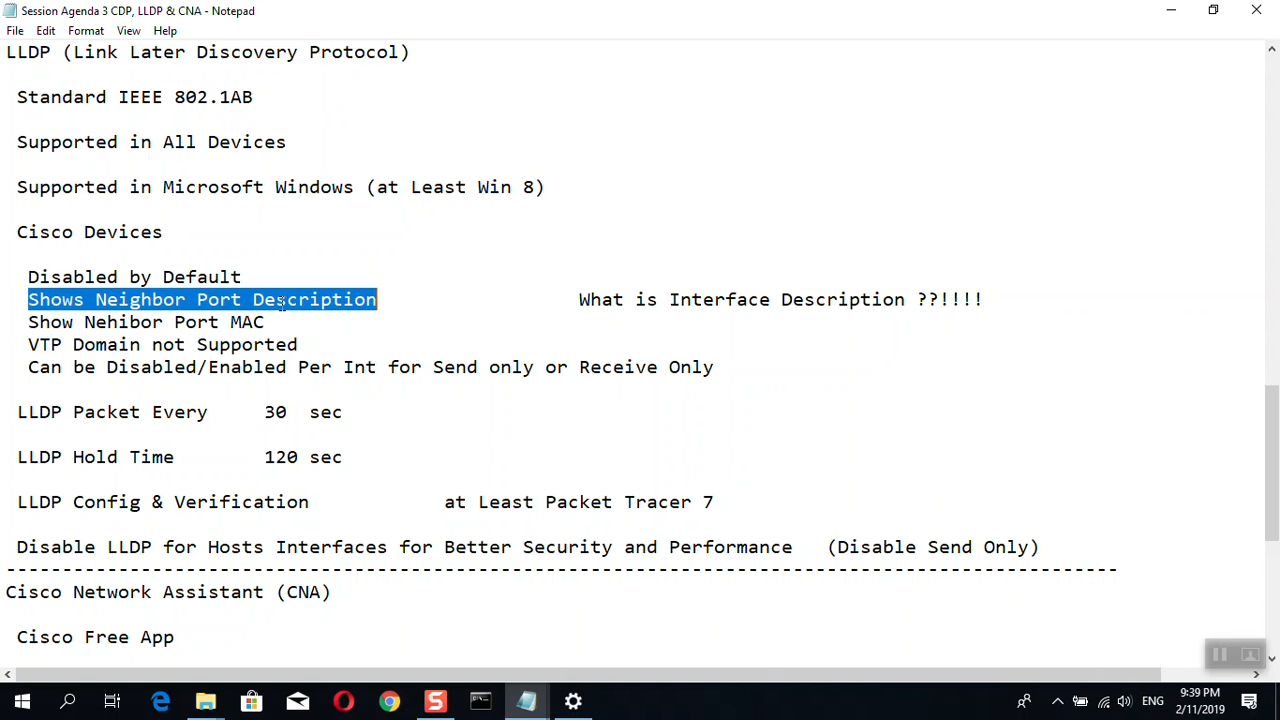 Session Agenda 3 CDP, LLDP & CNA - Notepad
File Edit Format View Help
LLDP (Link Later Discovery Protocol)
Standard IEEE 802.1AB
Supported in All Devices
Supported in Microsoft Windows (at Least Win 8)
Cisco Devices
Disabled by Default
Shows Neighbor Port Description What is Interface Description ??!!!!
Show Nehibor Port MAC
VTP Domain not Supported
Can be Disabled/Enabled Per Int for Send only or Receive Only
LLDP Packet Every 30 sec
LLDP Hold Time 120 sec
LLDP Config & Verification at Least Packet Tracer 7
Disable LLDP for Hosts Interfaces for Better Security and Performance (Disable Send Only)
---------------------------------------------------------------------------------------------------
Cisco Network Assistant (CNA)
Cisco Free App
ENG
9:39 PM
2/11/2019